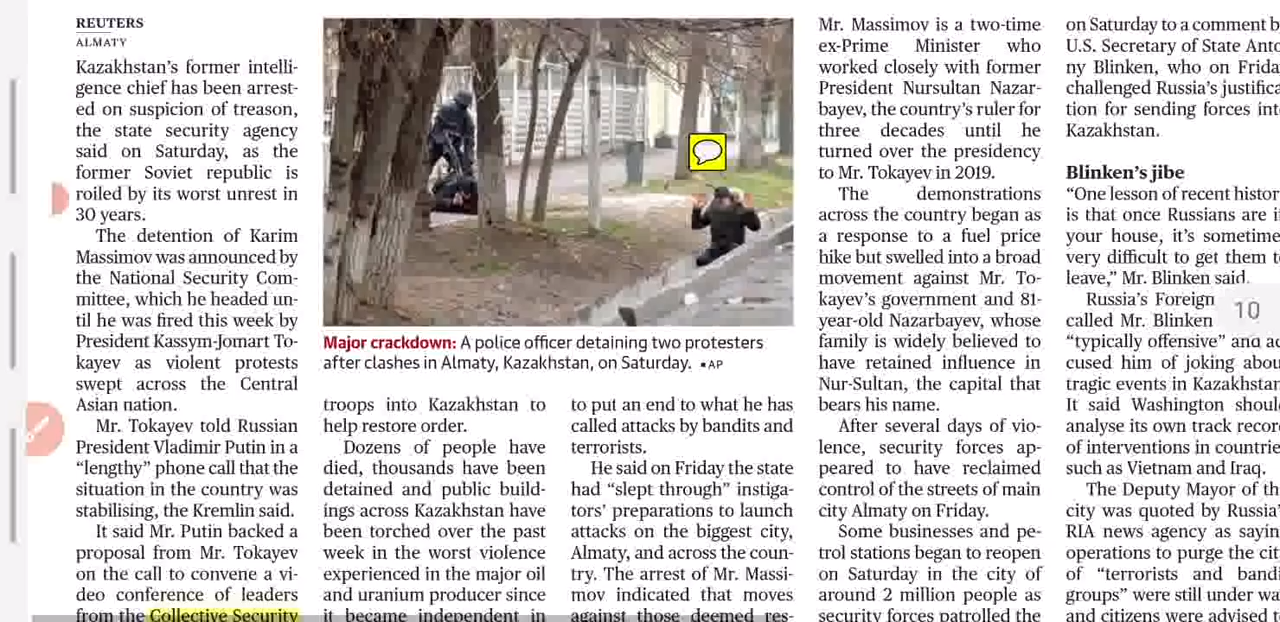 REUTERS
ALMATY
Kazakhstan's former intelli-
gence chief has been arrest-
ed on suspicion of treason,
the state security agency
said on Saturday, as the
former Soviet republic is
roiled by its worst unrest in
30 years.
The detention of Karim
Massimov was announced by
the National Security Com-
mittee, which he headed un-
til he was fired this week by
President Kassym-Jomart To-
kayev as violent protests
swept across the Central
Asian nation.
Mr. Tokayev told Russian
President Vladimir Putin in a
“lengthy” phone call that the
situation in the country was
stabilising, the Kremlin said.
It said Mr. Putin backed a
proposal from Mr. Tokayev
on the call to convene a vi-
deo conference of leaders
from the Collective Security
Major crackdown: A police officer detaining two protesters
after clashes in Almaty, Kazakhstan, on Saturday. ▪AP
troops into Kazakhstan to
help restore order.
Dozens of people have
died, thousands have been
detained and public build-
ings across Kazakhstan have
been torched over the past
week in the worst violence
experienced in the major oil
and uranium producer since
it became independent in
to put an end to what he has
called attacks by bandits and
terrorists.
He said on Friday the state
had “slept through” instiga-
tors’ preparations to launch
attacks on the biggest city,
Almaty, and across the coun-
try. The arrest of Mr. Massi-
mov indicated that moves
against those deemed res-
Mr. Massimov is a two-time
ex-Prime Minister who
worked closely with former
President Nursultan Nazar-
bayev, the country’s ruler for
three decades until he
turned over the presidency
to Mr. Tokayev in 2019.
The demonstrations
across the country began as
a response to a fuel price
hike but swelled into a broad
movement against Mr. To-
kayev’s government and 81-
year-old Nazarbayev, whose
family is widely believed to
have retained influence in
Nur-Sultan, the capital that
bears his name.
After several days of vio-
lence, security forces ap-
peared to have reclaimed
control of the streets of main
city Almaty on Friday.
Some businesses and pe-
trol stations began to reopen
on Saturday in the city of
around 2 million people as
security forces patrolled the
on Saturday to a comment b
U.S. Secretary of State Anto
ny Blinken, who on Frida
challenged Russia’s justifica
tion for sending forces int
Kazakhstan.
Blinken’s jibe
“One lesson of recent histor
is that once Russians are i
your house, it’s sometime
very difficult to get them t
leave,” Mr. Blinken said.
Russia’s Foreign
called Mr. Blinken
“typically offensive” and ac
cused him of joking abou
tragic events in Kazakhstan
It said Washington shoul
analyse its own track recor
of interventions in countrie
such as Vietnam and Iraq.
The Deputy Mayor of th
city was quoted by Russia’
RIA news agency as sayin
operations to purge the cit
of “terrorists and bandi
groups” were still under wa
and citizens were advised t
10